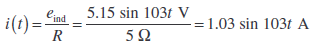 i(t) = e_ind / R = 5.15 sin 103t V / 5 Ω = 1.03 sin 103t A